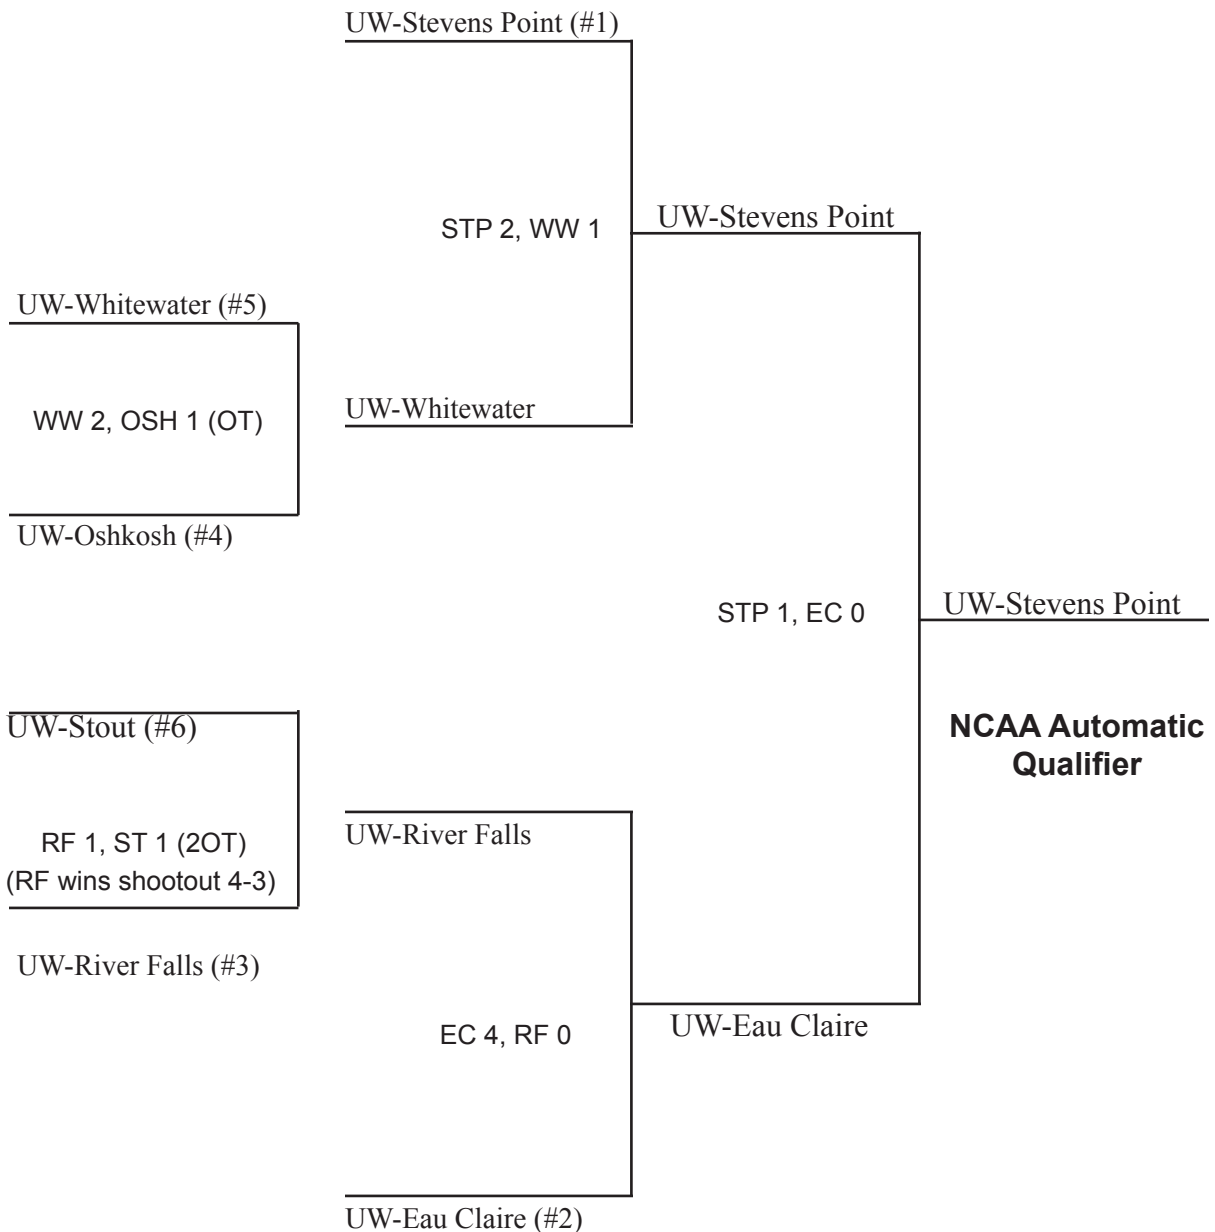 UW-Stevens Point (#1)
STP 2, WW 1
UW-Stevens Point
UW-Whitewater (#5)
WW 2, OSH 1 (OT)
UW-Whitewater
UW-Oshkosh (#4)
STP 1, EC 0
UW-Stevens Point
UW-Stout (#6)
NCAA Automatic
Qualifier
RF 1, ST 1 (2OT)
(RF wins shootout 4-3)
UW-River Falls
UW-River Falls (#3)
EC 4, RF 0
UW-Eau Claire
UW-Eau Claire (#2)